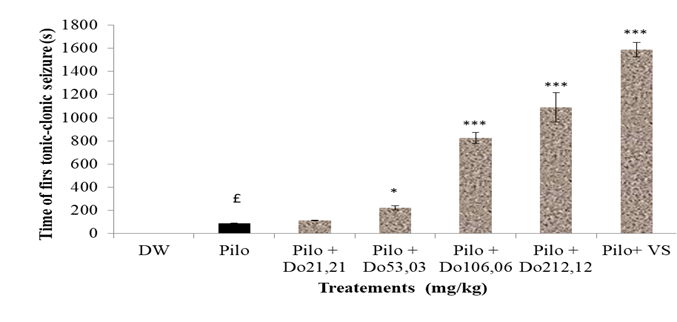 Time of firs tonic-clonic seizure(s)
1800
1600
1400
1200
1000
800
600
400
200
0
£
*
***
***
***
DW
Pilo
Pilo +
Do21,21
Pilo +
Do53,03
Pilo +
Do106,06
Pilo +
Do212,12
Pilo+ VS
Treatements (mg/kg)